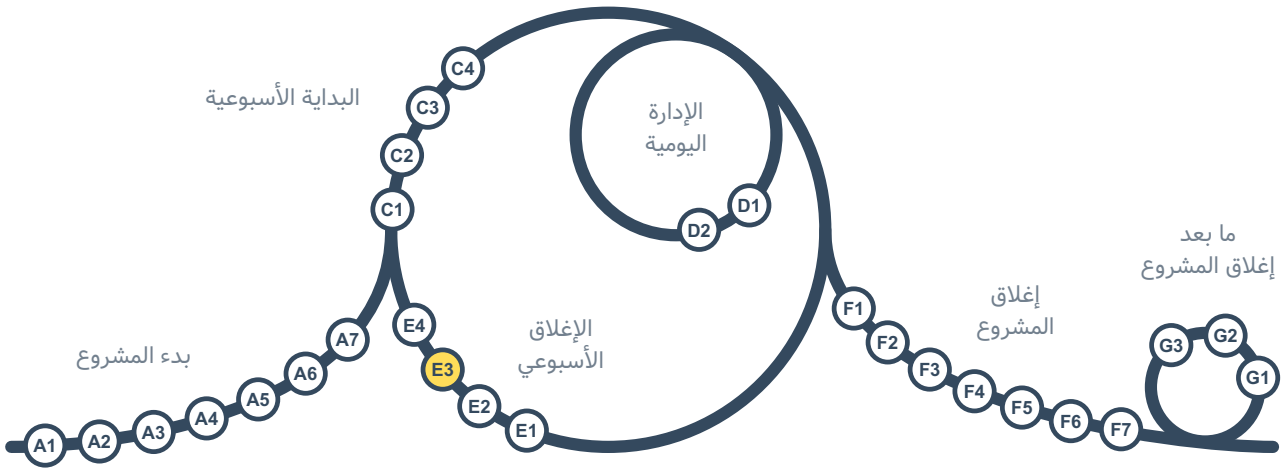 بدء المشروع
A1
A2
A3
A4
A5
A6
A7
البداية الأسبوعية
C1
C2
C3
C4
الإدارة
اليومية
D1
D2
الإغلاق
الأسبوعي
E1
E2
E3
E4
إغلاق
المشروع
F1
F2
F3
F4
F5
F6
F7
ما بعد
إغلاق المشروع
G1
G2
G3